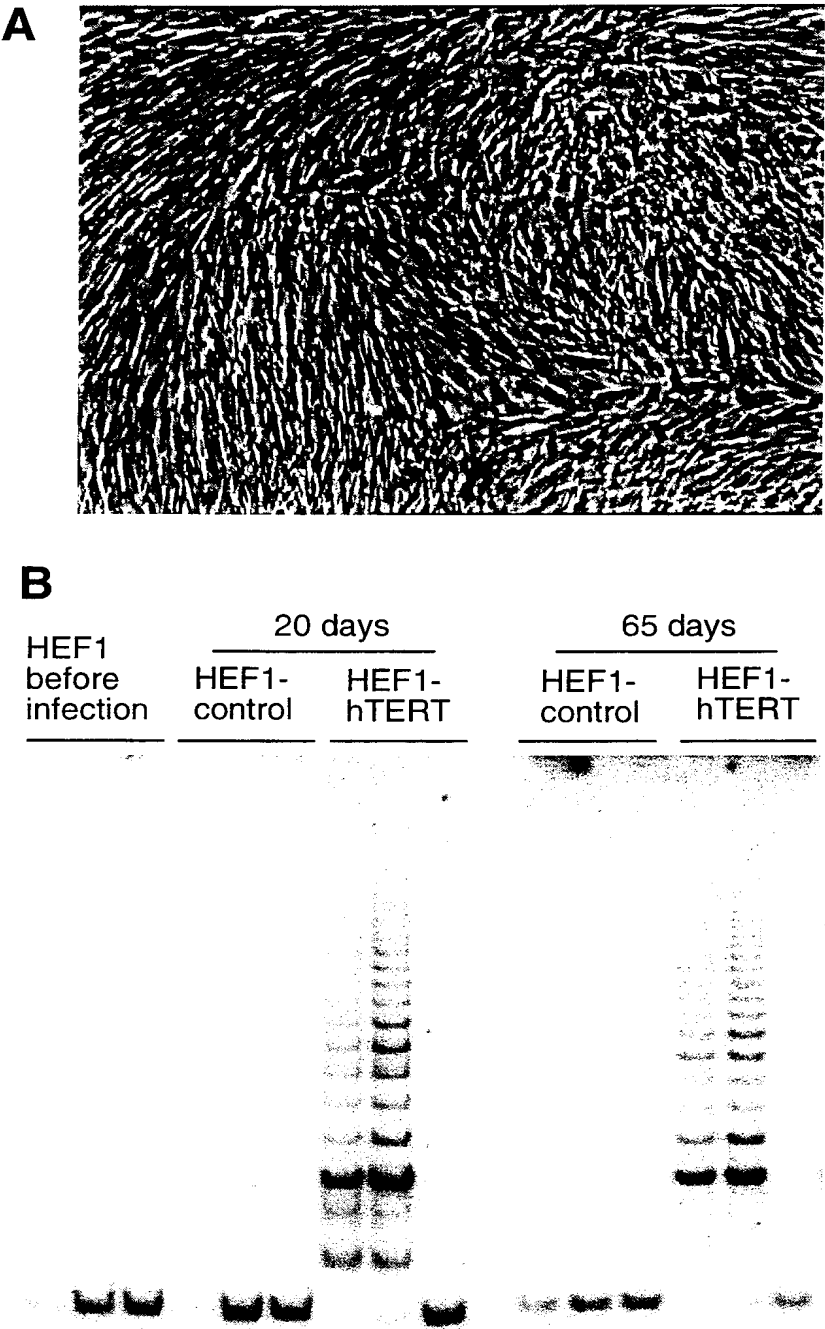 A
B
20 days
65 days
HEF1
before
infection
HEF1-
control
HEF1-
hTERT
HEF1-
control
HEF1-
hTERT